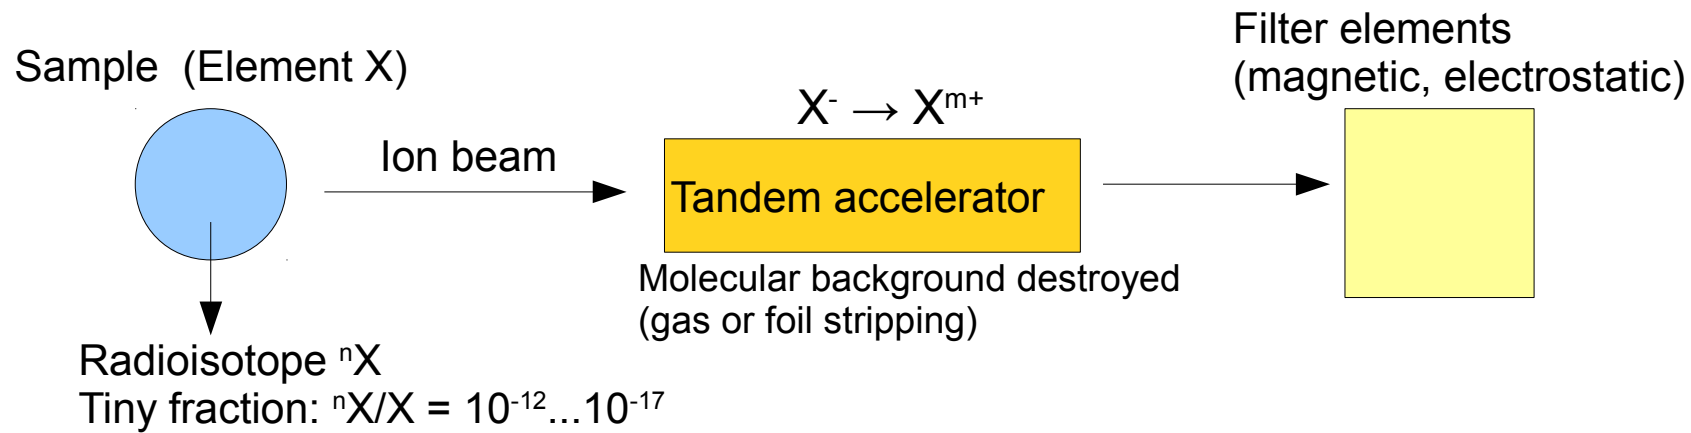 Sample (Element X)
Ion beam
Radioisotope ⁿX
Tiny fraction: ⁿX/X = 10⁻¹²...10⁻¹⁷
X⁻ → Xᵐ⁺
Tandem accelerator
Molecular background destroyed
(gas or foil stripping)
Filter elements
(magnetic, electrostatic)